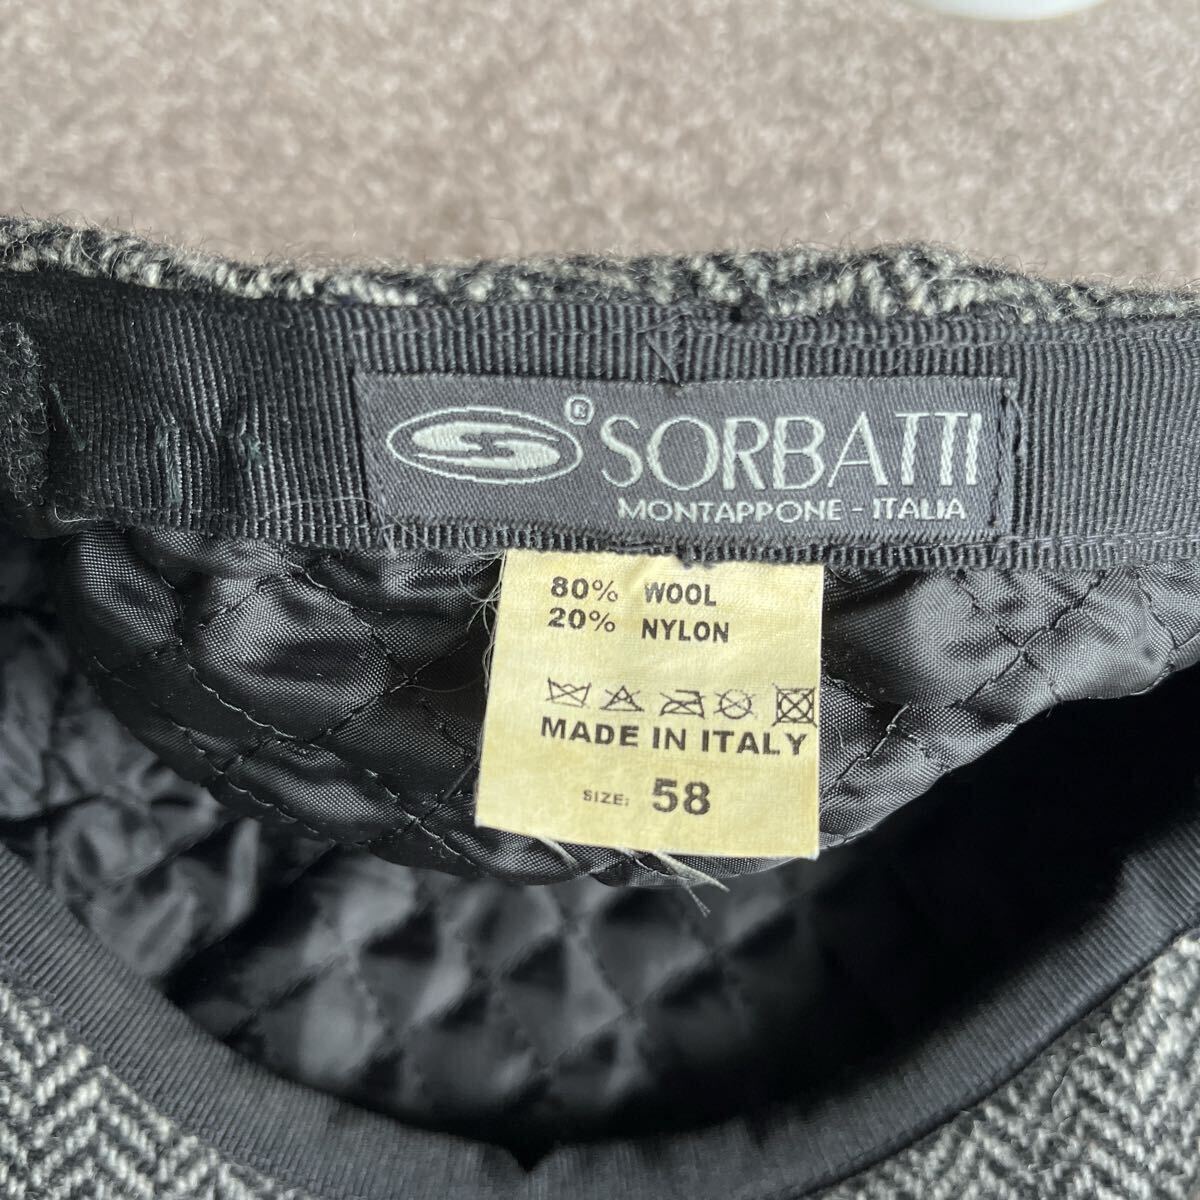 ® SORBATTI
MONTAPPONE - ITALIA
80% WOOL
20% NYLON
MADE IN ITALY
SIZE: 58